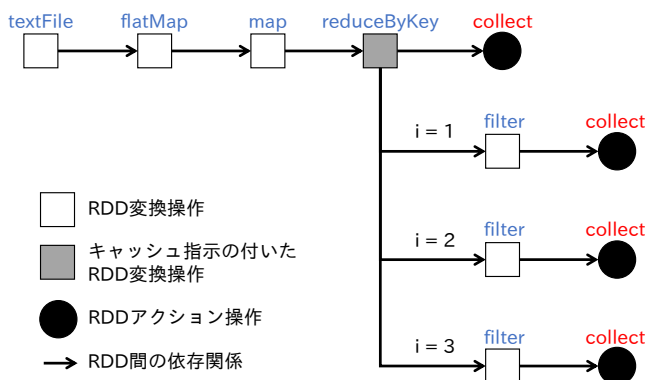 textFile flatMap map reduceByKey collect
i = 1 filter collect
RDD変換操作
i = 2 filter collect
キャッシュ指示の付いた
RDD変換操作
RDDアクション操作
i = 3 filter collect
RDD間の依存関係